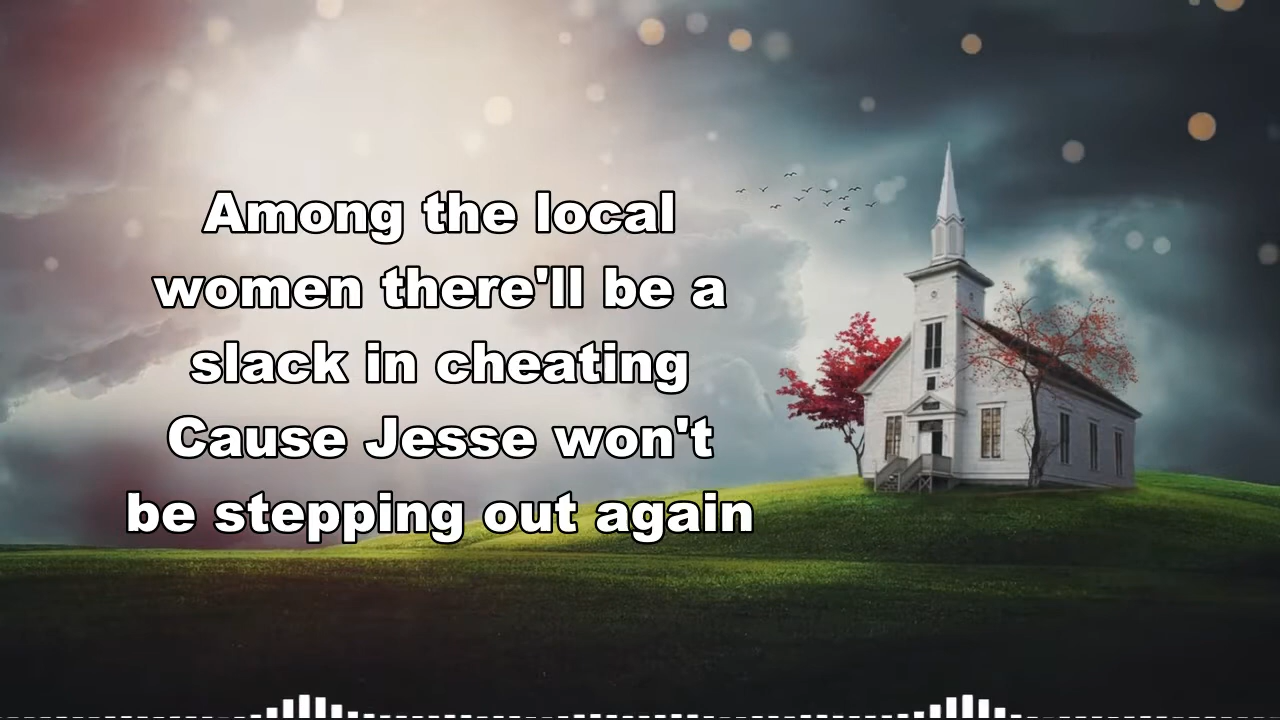 Among the local
women there'll be a
slack in cheating
Cause Jesse won't
be stepping out again